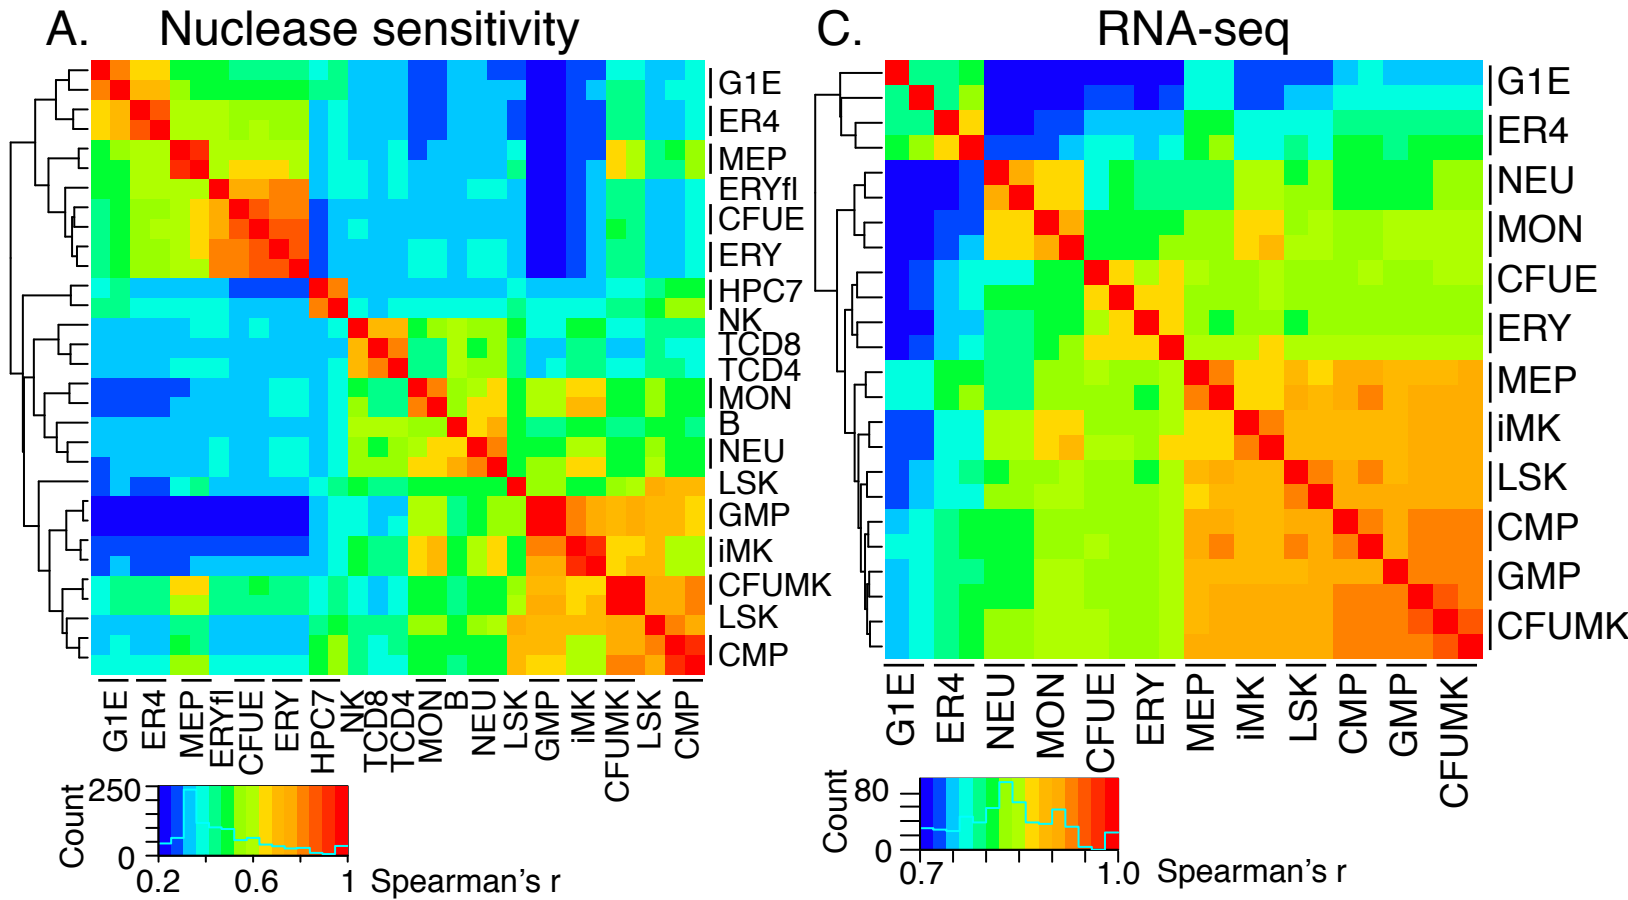 A. Nuclease sensitivity
G1E
ER4
MEP
ERYfl
CFUE
ERY
HPC7
NK
TCD8
TCD4
MON
B
NEU
LSK
GMP
iMK
CFUMK
LSK
CMP
G1E ER4 MEP ERYfl CFUE ERY HPC7 NK TCD8 TCD4 MON B NEU LSK GMP iMK CFUMK LSK CMP
Count
250
0
0.2 0.6 1 Spearman's r
C. RNA-seq
G1E
ER4
NEU
MON
CFUE
ERY
MEP
iMK
LSK
CMP
GMP
CFUMK
G1E ER4 NEU MON CFUE ERY MEP iMK LSK CMP GMP CFUMK
Count
80
0
0.7 1.0 Spearman's r